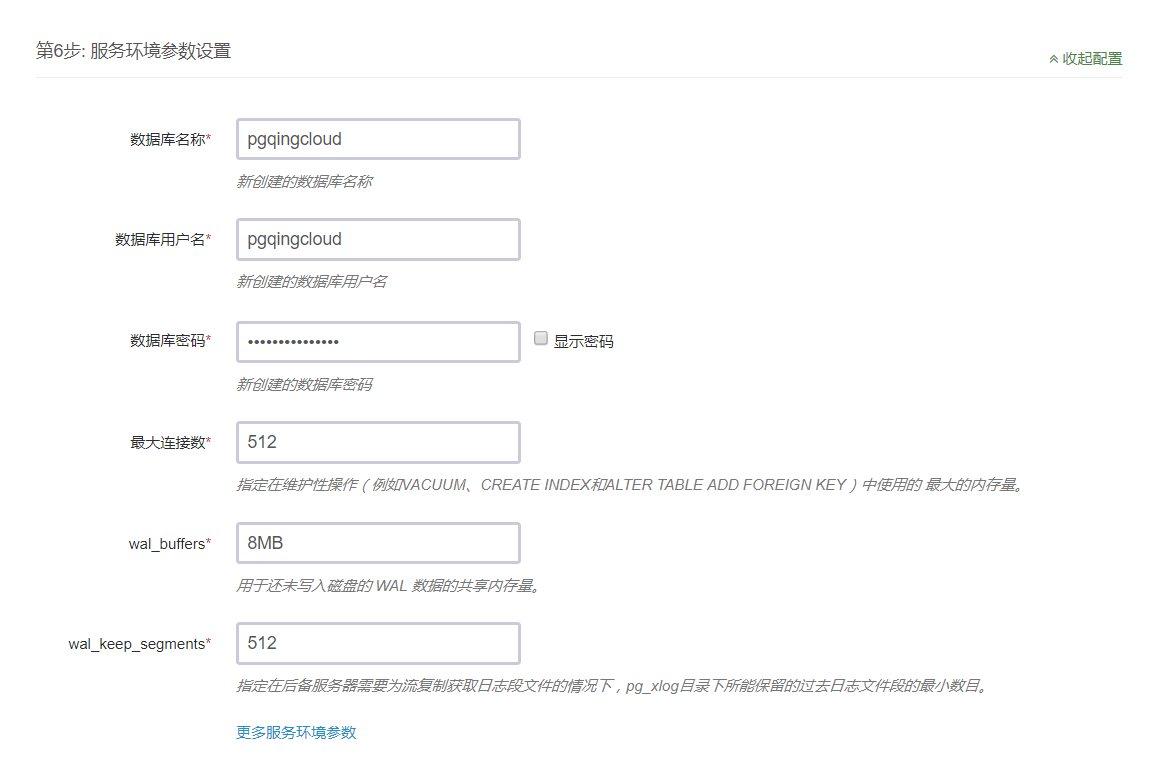 第6步: 服务环境参数设置
收起配置
数据库名称*
pgqingcloud
新创建的数据库名称
数据库用户名*
pgqingcloud
新创建的数据库用户名
数据库密码*
•••••••••••••••
显示密码
新创建的数据库密码
最大连接数*
512
指定在维护性操作（例如VACUUM、CREATE INDEX和ALTER TABLE ADD FOREIGN KEY）中使用的 最大的内存量。
wal_buffers*
8MB
用于还未写入磁盘的 WAL 数据的共享内存量。
wal_keep_segments*
512
指定在后备服务器需要为流复制获取日志段文件的情况下，pg_xlog目录下所能保留的过去日志文件段的最小数目。
更多服务环境参数